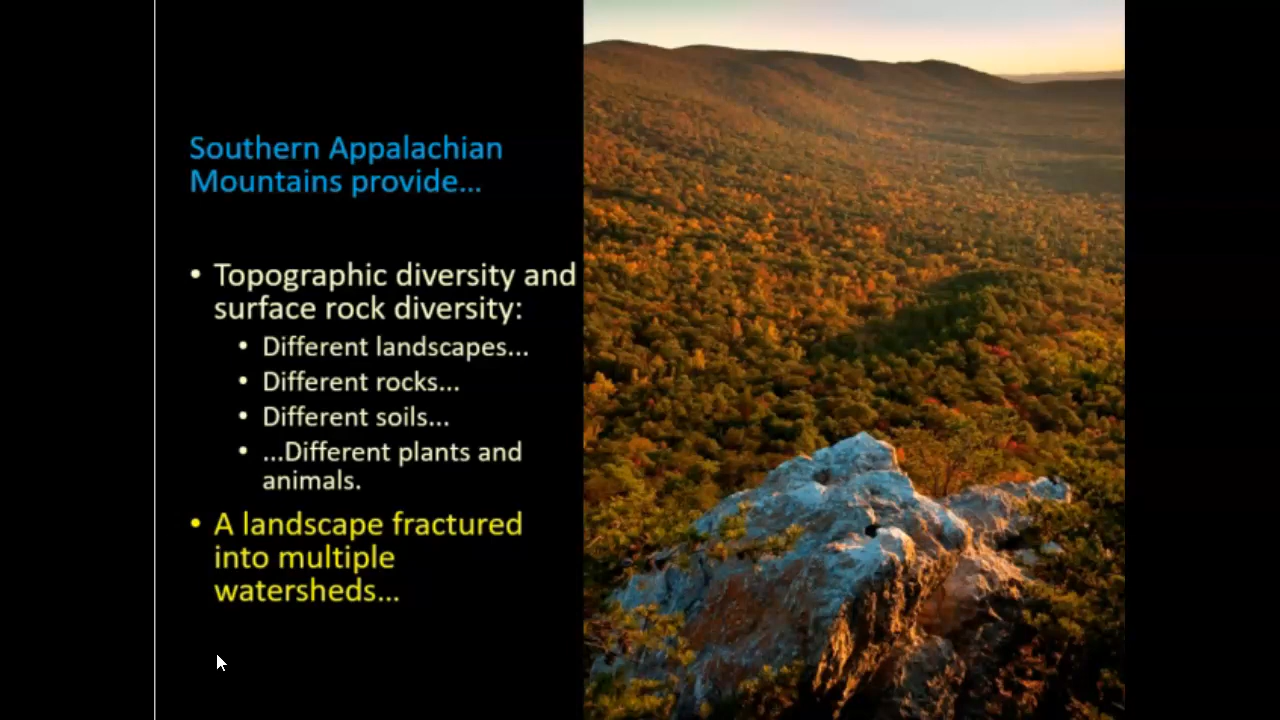 Southern Appalachian
Mountains provide...
• Topographic diversity and
surface rock diversity:
• Different landscapes...
• Different rocks...
• Different soils...
• ...Different plants and
animals.
• A landscape fractured
into multiple
watersheds...